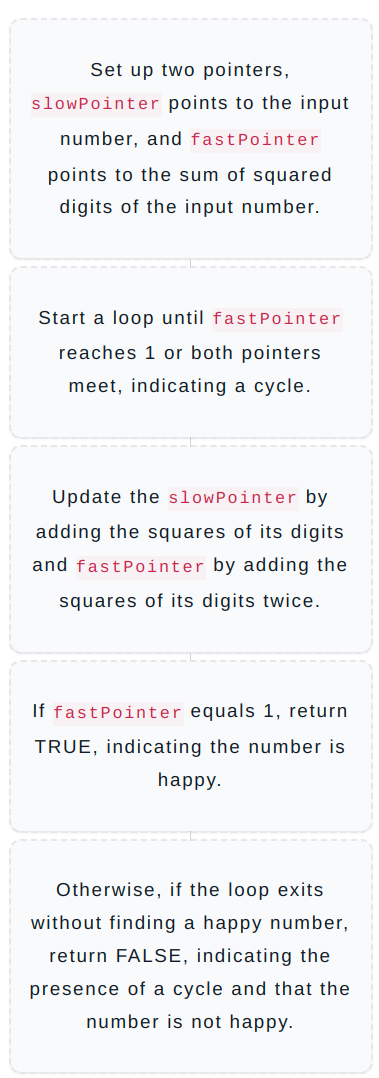 Set up two pointers,
slowPointer points to the input
number, and fastPointer
points to the sum of squared
digits of the input number.
Start a loop until fastPointer
reaches 1 or both pointers
meet, indicating a cycle.
Update the slowPointer by
adding the squares of its digits
and fastPointer by adding the
squares of its digits twice.
If fastPointer equals 1, return
TRUE, indicating the number is
happy.
Otherwise, if the loop exits
without finding a happy number,
return FALSE, indicating the
presence of a cycle and that the
number is not happy.